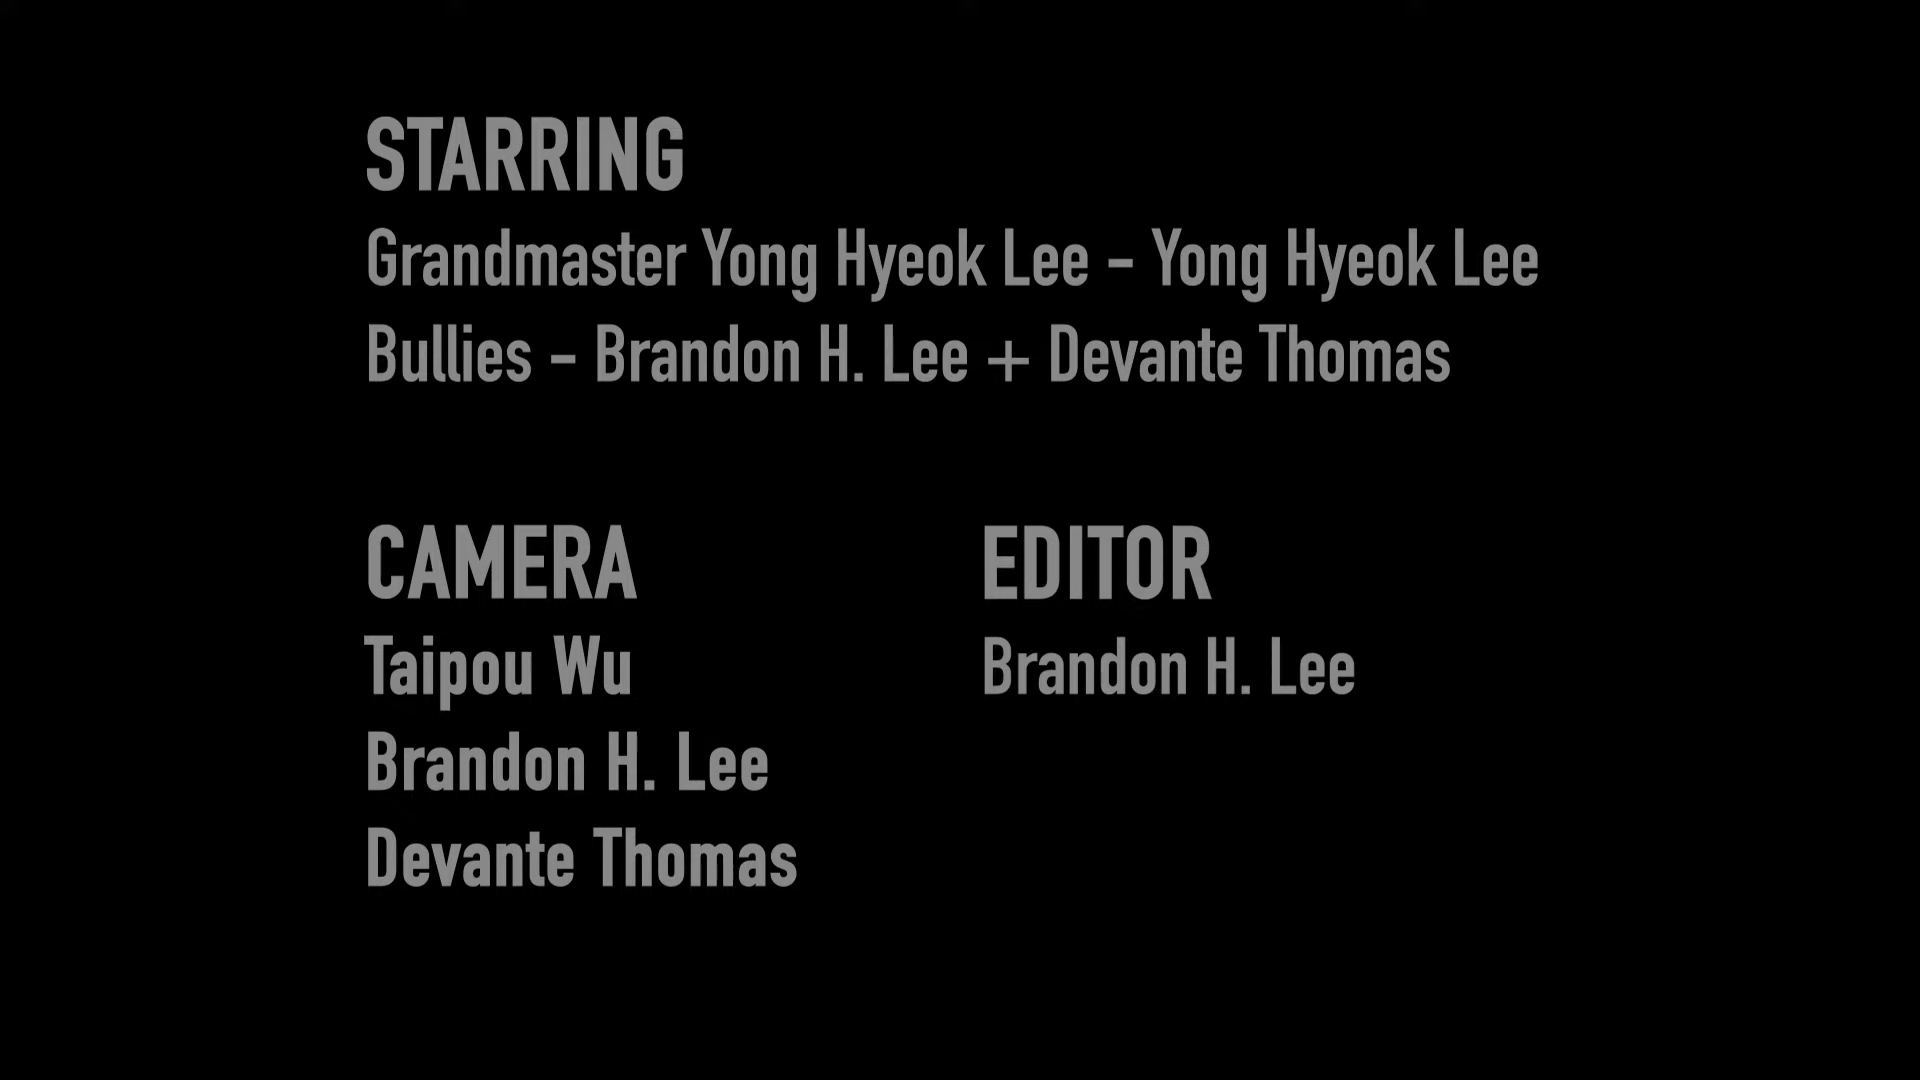 STARRING
Grandmaster Yong Hyeok Lee - Yong Hyeok Lee
Bullies - Brandon H. Lee + Devante Thomas
CAMERA
Taipou Wu
Brandon H. Lee
Devante Thomas
EDITOR
Brandon H. Lee